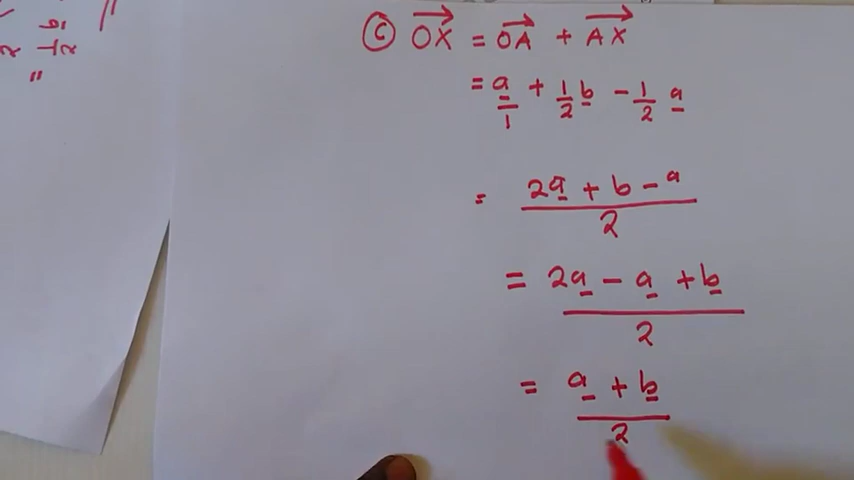 ⓒ OX = OA + AX
= a/1 + 1/2 b - 1/2 a
= 2a + b - a / 2
= 2a - a + b / 2
= a + b / 2